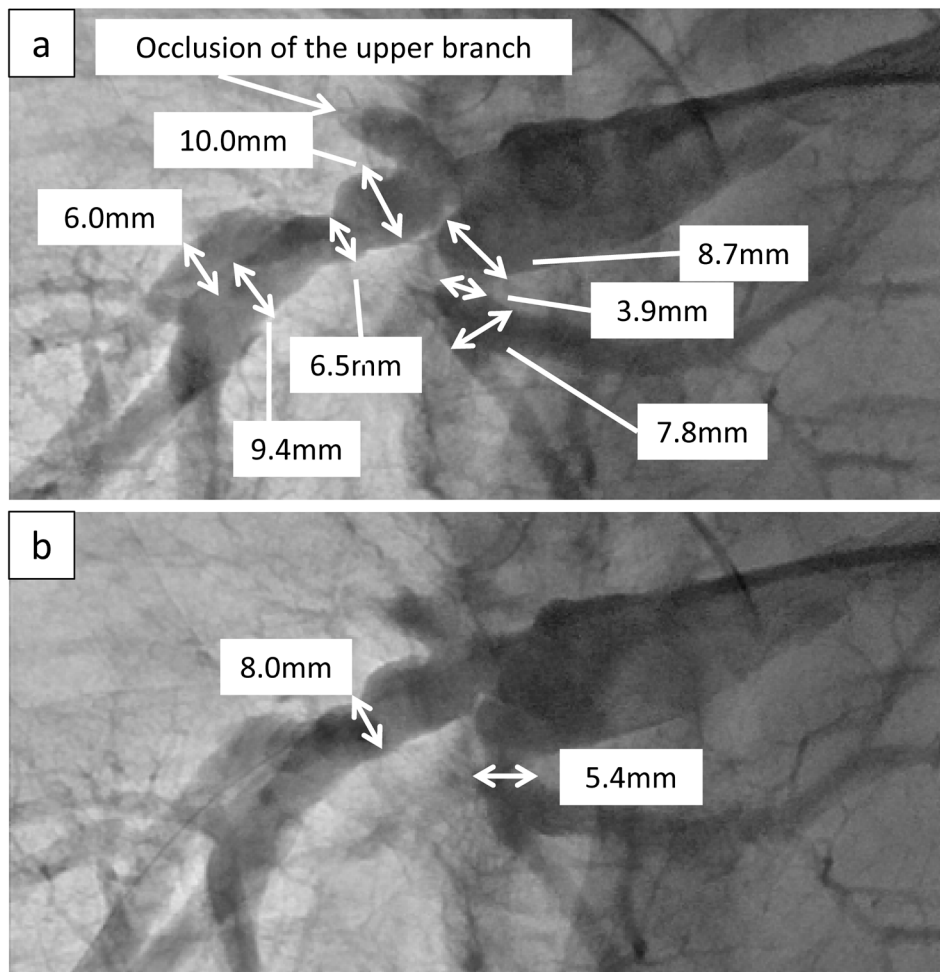 a
Occlusion of the upper branch
10.0mm
6.0mm
8.7mm
3.9mm
6.5mm
7.8mm
9.4mm
b
8.0mm
5.4mm